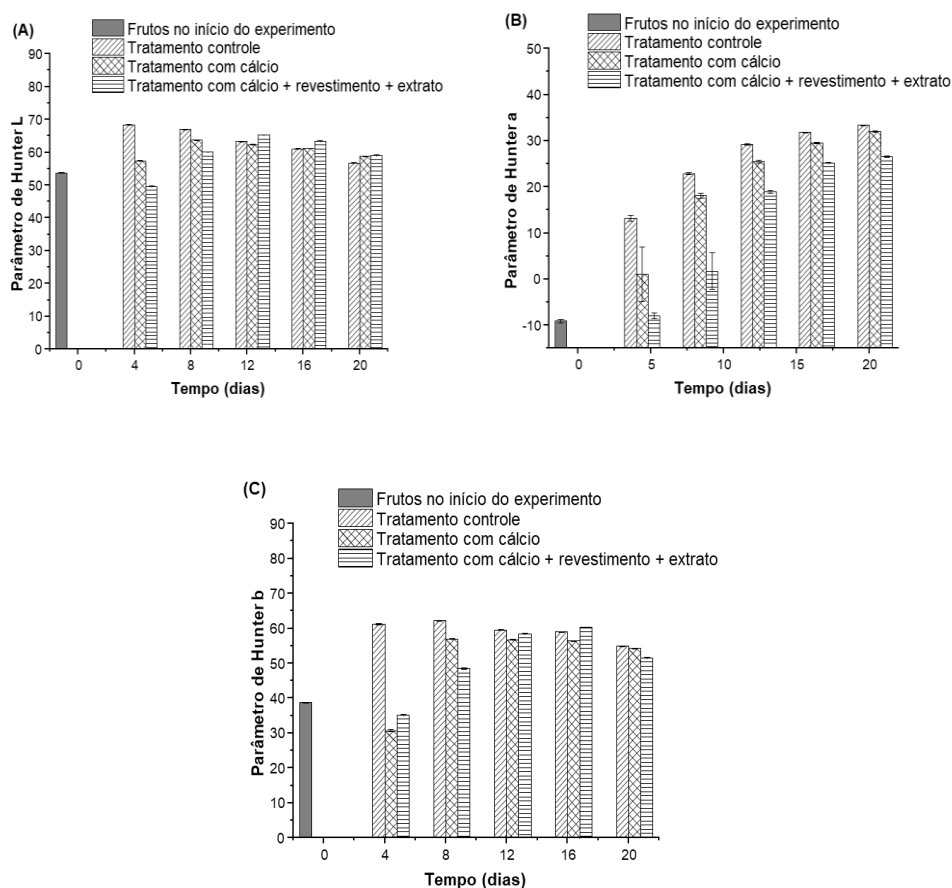 (A)
Frutos no início do experimento
Tratamento controle
Tratamento com cálcio
Tratamento com cálcio + revestimento + extrato
90
80
70
60
50
40
30
20
10
0
Parâmetro de Hunter L
0 4 8 12 16 20
Tempo (dias)
(B)
Frutos no início do experimento
Tratamento controle
Tratamento com cálcio
Tratamento com cálcio + revestimento + extrato
50
40
30
20
10
0
-10
Parâmetro de Hunter a
0 5 10 15 20
Tempo (dias)
(C)
Frutos no início do experimento
Tratamento controle
Tratamento com cálcio
Tratamento com cálcio + revestimento + extrato
90
80
70
60
50
40
30
20
10
0
Parâmetro de Hunter b
0 4 8 12 16 20
Tempo (dias)